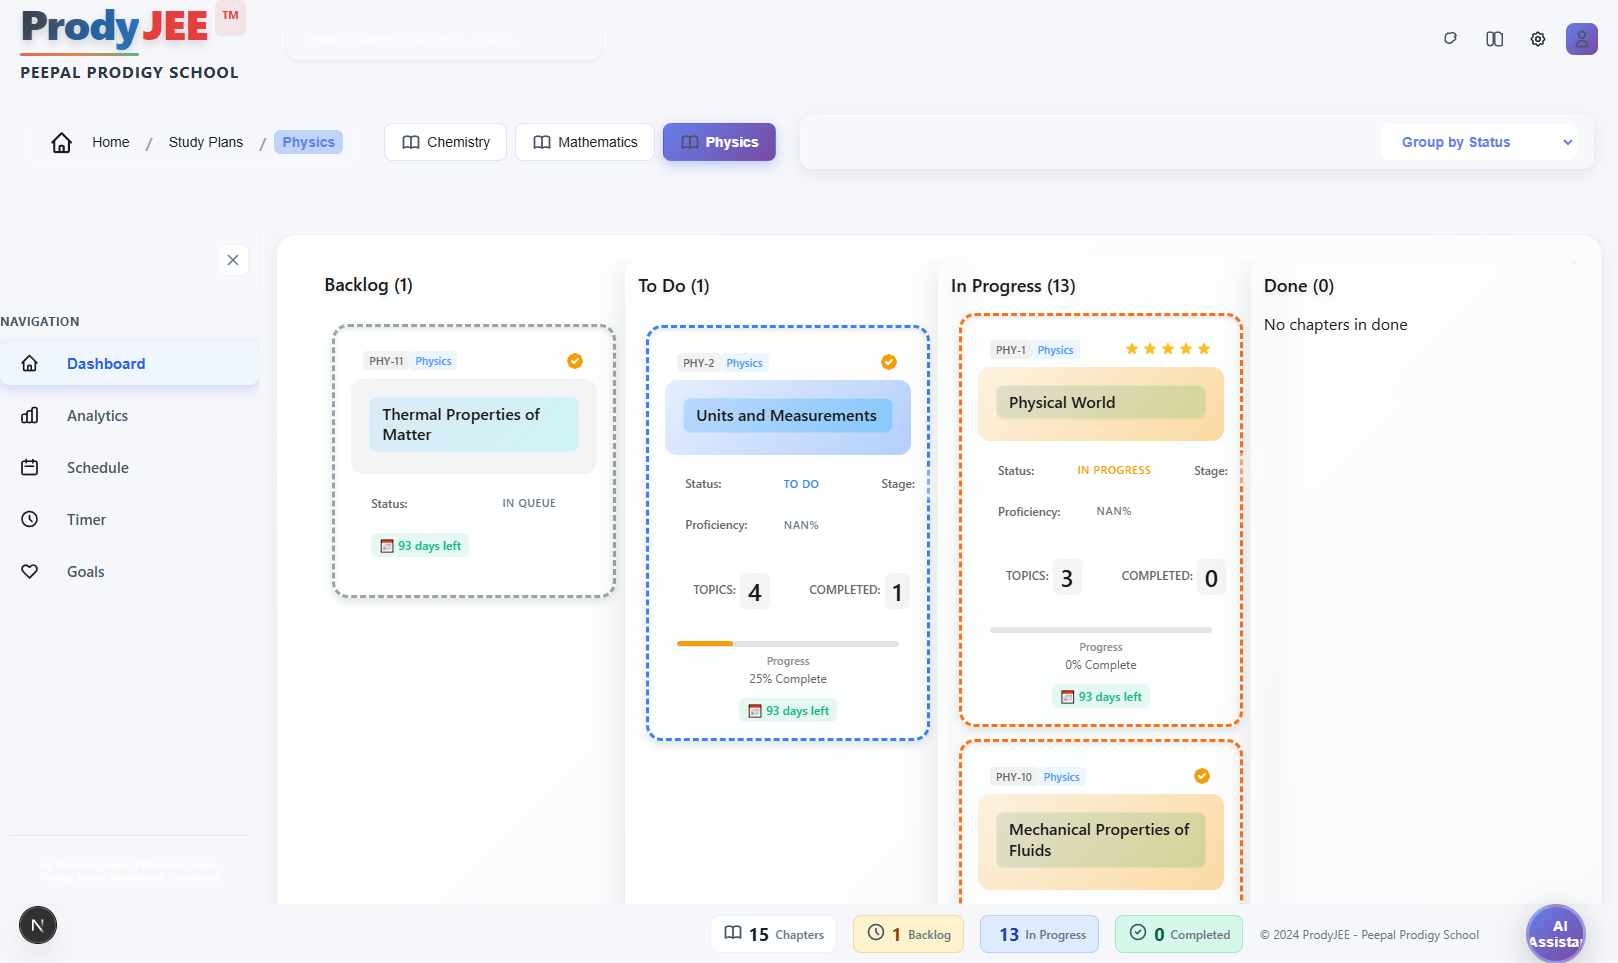 ProdyJEE TM
PEEPAL PRODIGY SCHOOL
Home / Study Plans / Physics
Chemistry
Mathematics
Physics
Group by Status
NAVIGATION
Dashboard
Analytics
Schedule
Timer
Goals
Backlog (1)
PHY-11 Physics
Thermal Properties of
Matter
Status: IN QUEUE
93 days left
To Do (1)
PHY-2 Physics
Units and Measurements
Status: TO DO Stage:
Proficiency: NAN%
TOPICS: 4 COMPLETED: 1
Progress
25% Complete
93 days left
In Progress (13)
PHY-1 Physics
Physical World
Status: IN PROGRESS Stage:
Proficiency: NAN%
TOPICS: 3 COMPLETED: 0
Progress
0% Complete
93 days left
PHY-10 Physics
Mechanical Properties of
Fluids
Done (0)
No chapters in done
N
15 Chapters
1 Backlog
13 In Progress
0 Completed
© 2024 ProdyJEE - Peepal Prodigy School
AI
Assista